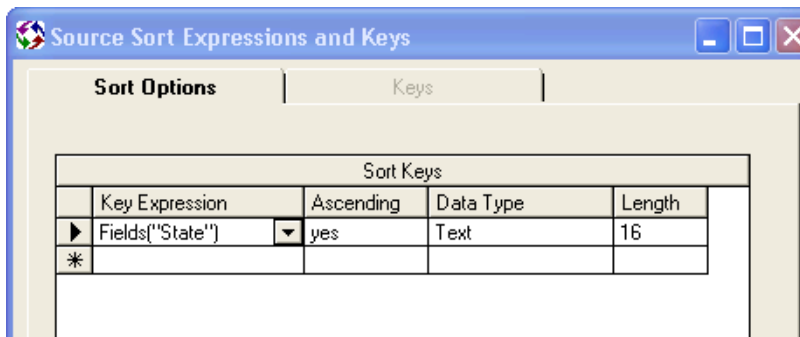 Source Sort Expressions and Keys
Sort Options Keys
Sort Keys
Key Expression Ascending Data Type Length
Fields("State") yes Text 16